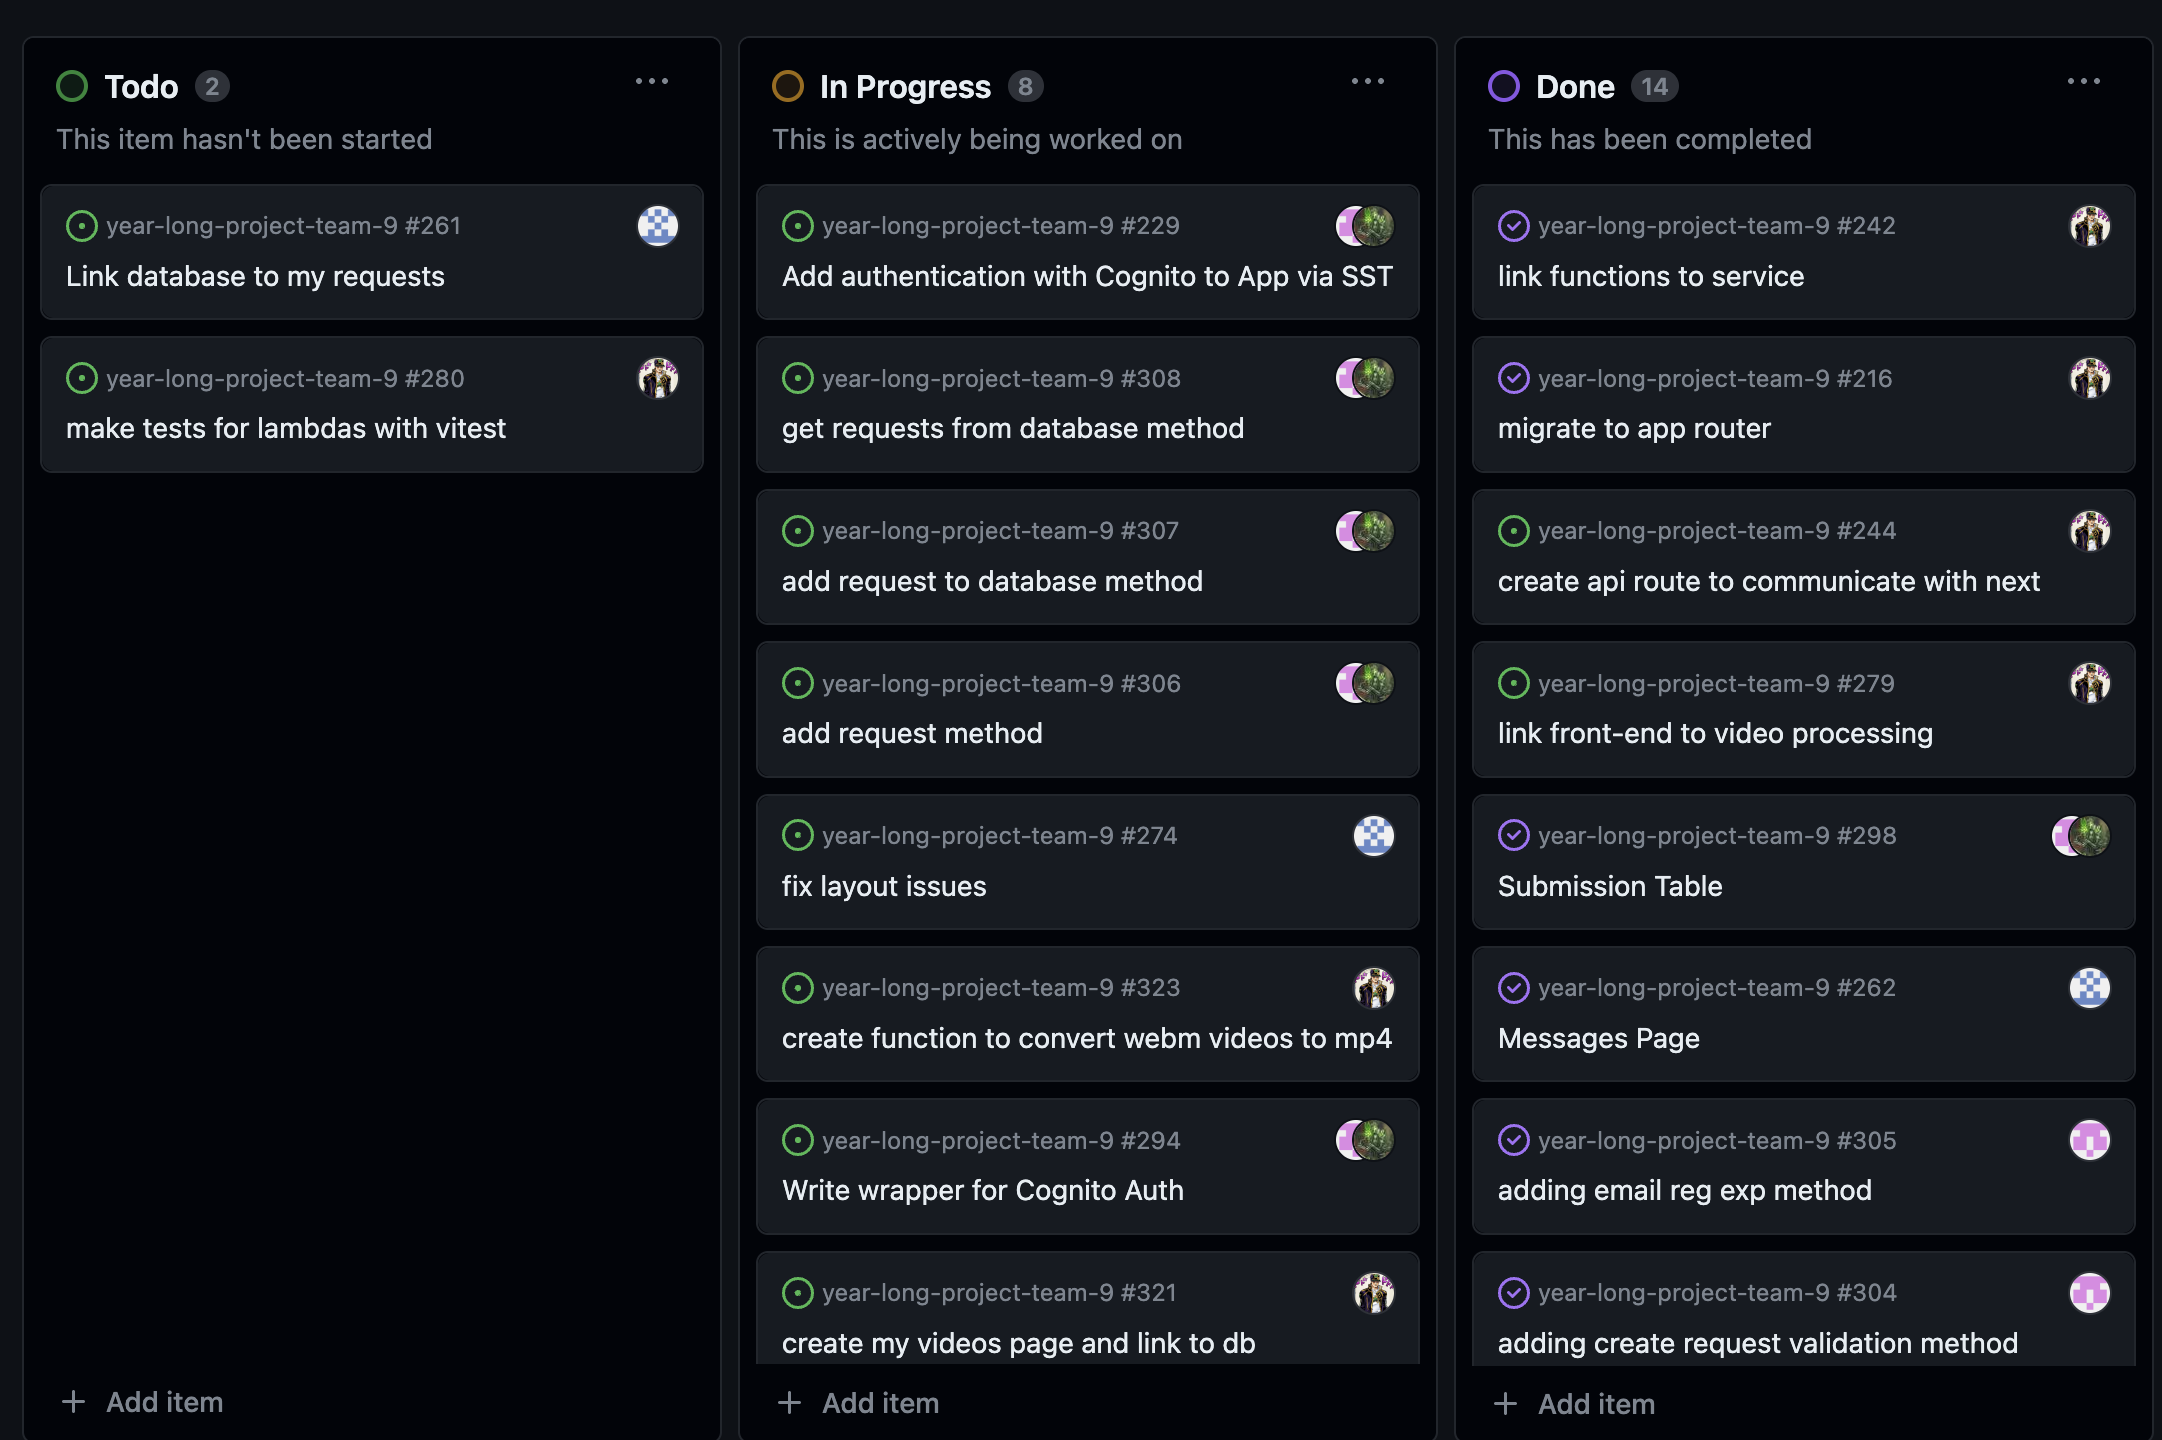 Todo 2
This item hasn't been started
year-long-project-team-9 #261
Link database to my requests
year-long-project-team-9 #280
make tests for lambdas with vitest
Add item
In Progress 8
This is actively being worked on
year-long-project-team-9 #229
Add authentication with Cognito to App via SST
year-long-project-team-9 #308
get requests from database method
year-long-project-team-9 #307
add request to database method
year-long-project-team-9 #306
add request method
year-long-project-team-9 #274
fix layout issues
year-long-project-team-9 #323
create function to convert webm videos to mp4
year-long-project-team-9 #294
Write wrapper for Cognito Auth
year-long-project-team-9 #321
create my videos page and link to db
Add item
Done 14
This has been completed
year-long-project-team-9 #242
link functions to service
year-long-project-team-9 #216
migrate to app router
year-long-project-team-9 #244
create api route to communicate with next
year-long-project-team-9 #279
link front-end to video processing
year-long-project-team-9 #298
Submission Table
year-long-project-team-9 #262
Messages Page
year-long-project-team-9 #305
adding email reg exp method
year-long-project-team-9 #304
adding create request validation method
Add item